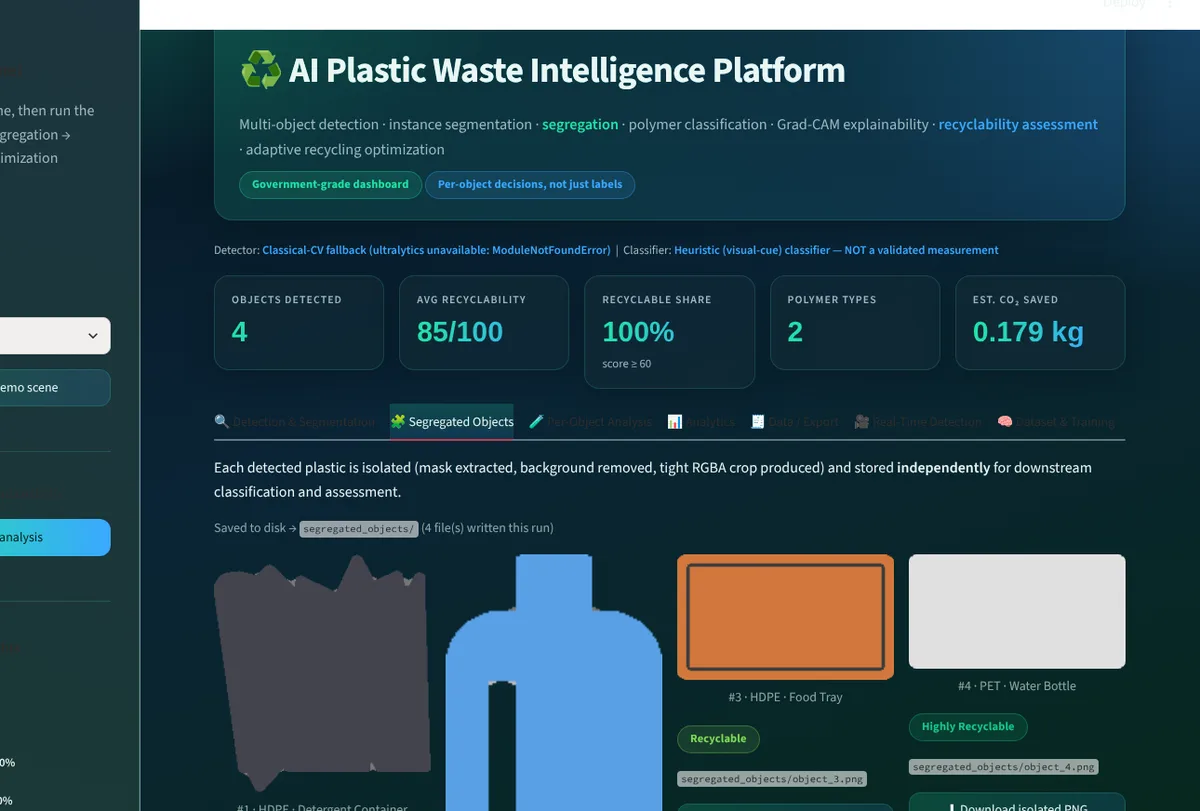 Deploy
ne, then run the
gregation →
imization
emo scene
analysis
0%
0%
AI Plastic Waste Intelligence Platform
Multi-object detection · instance segmentation · segregation · polymer classification · Grad-CAM explainability · recyclability assessment
· adaptive recycling optimization
Government-grade dashboard
Per-object decisions, not just labels
Detector: Classical-CV fallback (ultralytics unavailable: ModuleNotFoundError) | Classifier: Heuristic (visual-cue) classifier — NOT a validated measurement
OBJECTS DETECTED
4
AVG RECYCLABILITY
85/100
RECYCLABLE SHARE
100%
score ≥ 60
POLYMER TYPES
2
EST. CO₂ SAVED
0.179 kg
Detection & Segmentation
Segregated Objects
Per-Object Analysis
Analytics
Data / Export
Real-Time Detection
Dataset & Training
Each detected plastic is isolated (mask extracted, background removed, tight RGBA crop produced) and stored independently for downstream
classification and assessment.
Saved to disk → segregated_objects/ (4 file(s) written this run)
#1 · HDPE · Detergent Container
#3 · HDPE · Food Tray
Recyclable
segregated_objects/object_3.png
#4 · PET · Water Bottle
Highly Recyclable
segregated_objects/object_4.png
Download isolated PNG